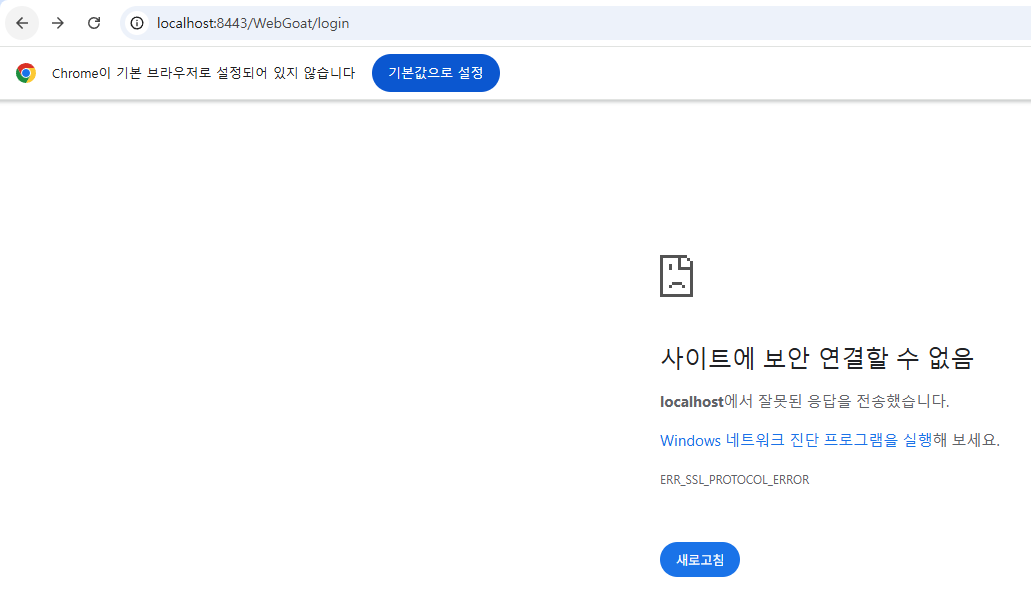 localhost:8443/WebGoat/login
Chrome이 기본 브라우저로 설정되어 있지 않습니다 기본값으로 설정
사이트에 보안 연결할 수 없음
localhost에서 잘못된 응답을 전송했습니다.
Windows 네트워크 진단 프로그램을 실행해 보세요.
ERR_SSL_PROTOCOL_ERROR
새로고침